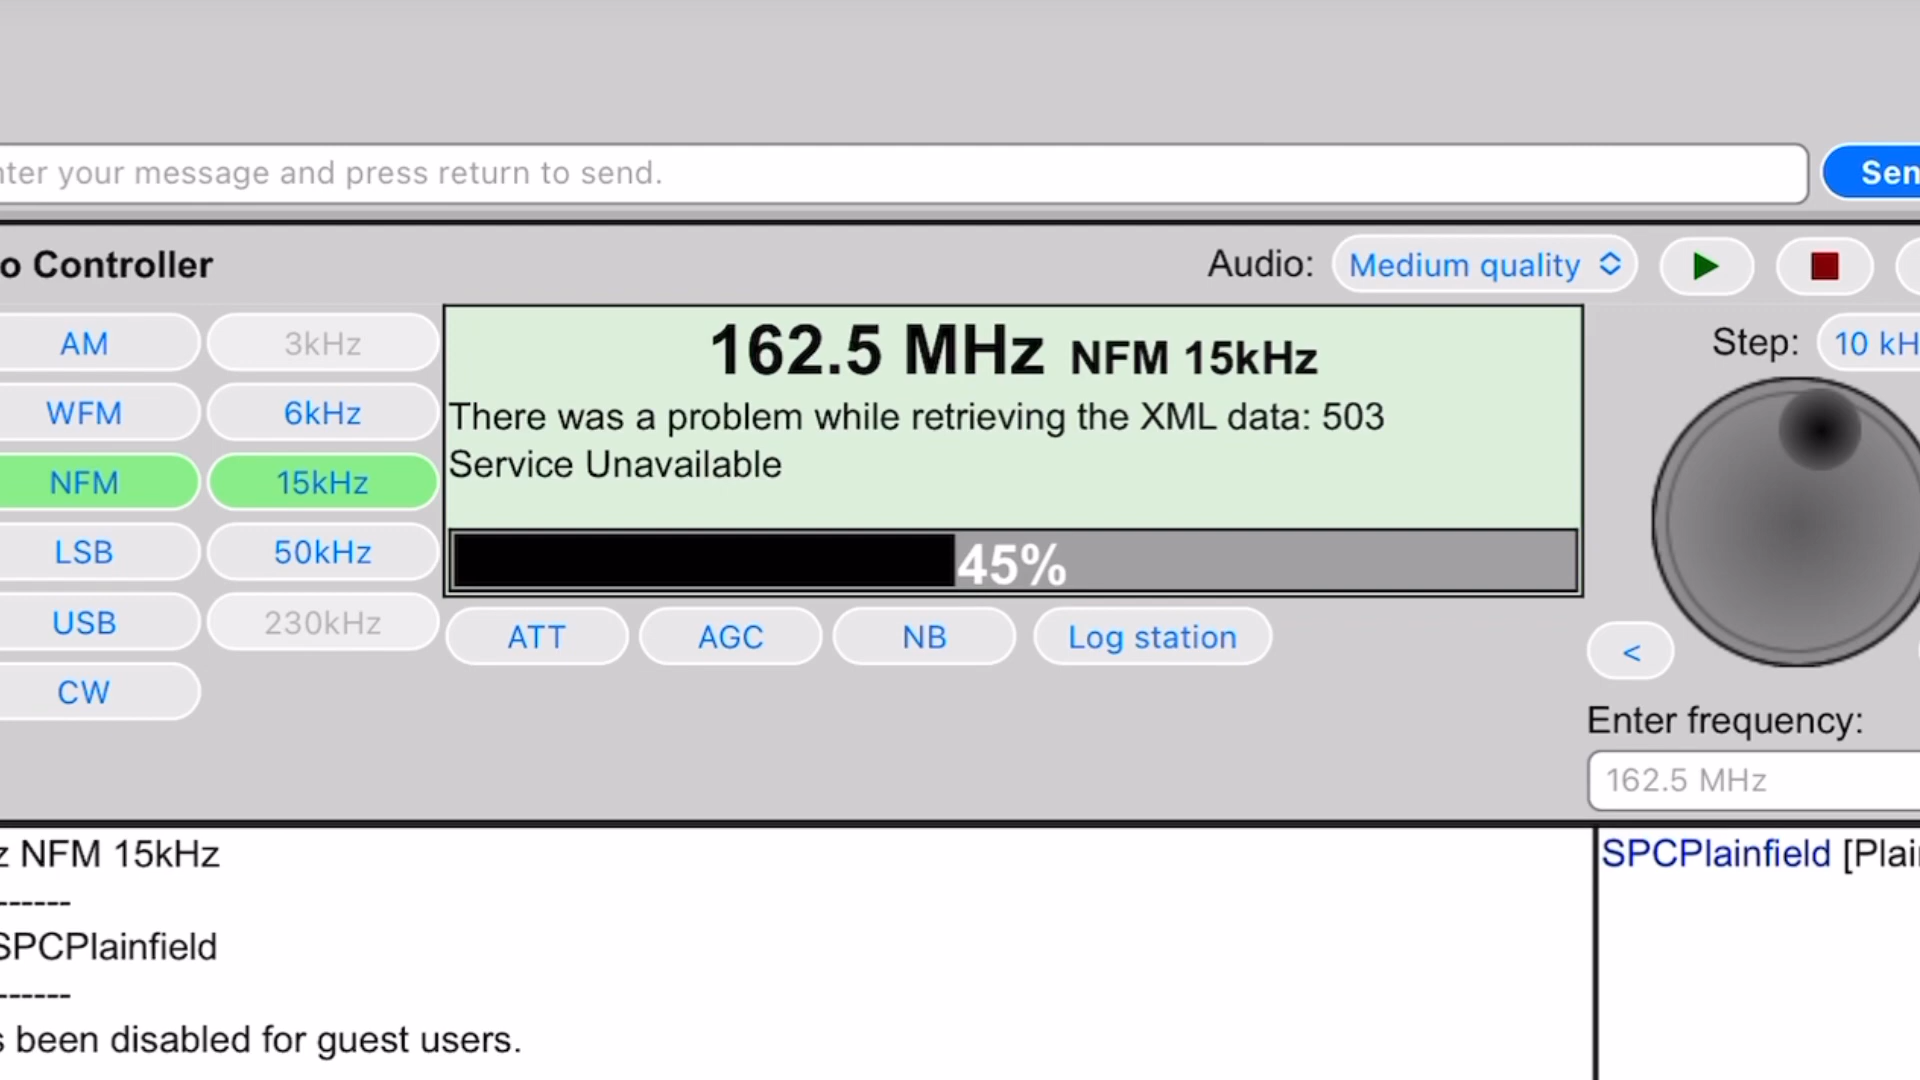 nter your message and press return to send.
Sen
o Controller
Audio: Medium quality
AM 3kHz
162.5 MHz NFM 15kHz
Step: 10 kH
WFM 6kHz
There was a problem while retrieving the XML data: 503
Service Unavailable
NFM 15kHz
LSB 50kHz
45%
USB 230kHz
ATT AGC NB Log station
<
CW
Enter frequency:
162.5 MHz
z NFM 15kHz
------
SPCPlainfield
------
s been disabled for guest users.
SPCPlainfield [Plai